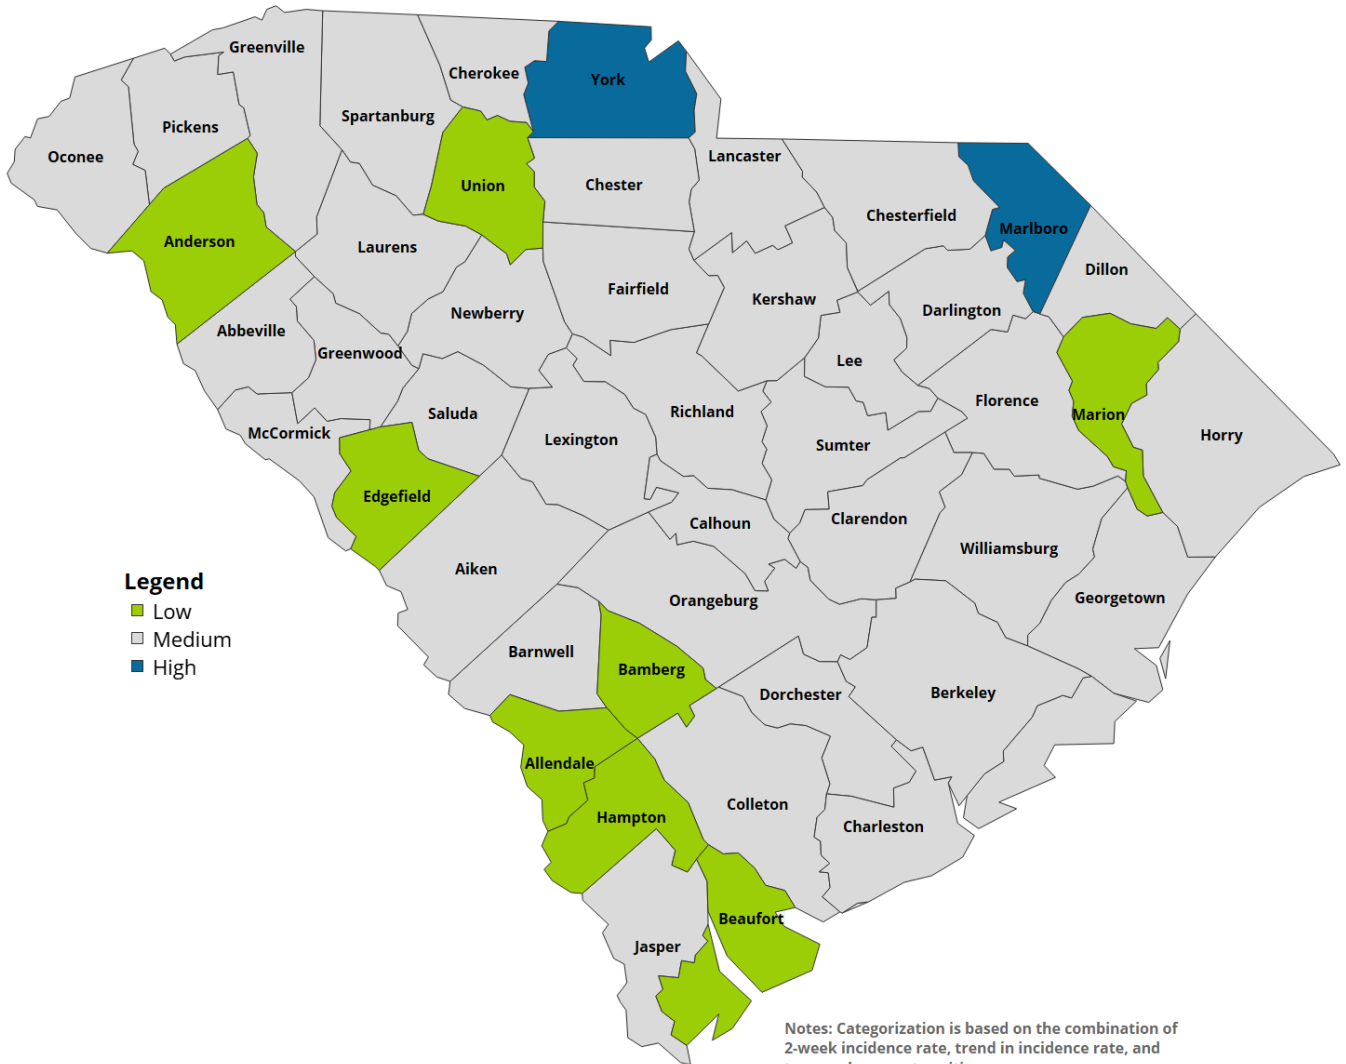 Greenville
Cherokee
York
Spartanburg
Pickens
Oconee
Lancaster
Union
Chester
Chesterfield
Marlboro
Anderson
Laurens
Dillon
Fairfield
Kershaw
Newberry
Darlington
Abbeville
Greenwood
Lee
Florence
Saluda
Richland
Marion
McCormick
Lexington
Sumter
Horry
Edgefield
Calhoun
Clarendon
Williamsburg
Aiken
Orangeburg
Georgetown
Legend
Low
Medium
High
Barnwell
Bamberg
Dorchester
Berkeley
Allendale
Hampton
Colleton
Charleston
Beaufort
Jasper
Notes: Categorization is based on the combination of
2-week incidence rate, trend in incidence rate, and